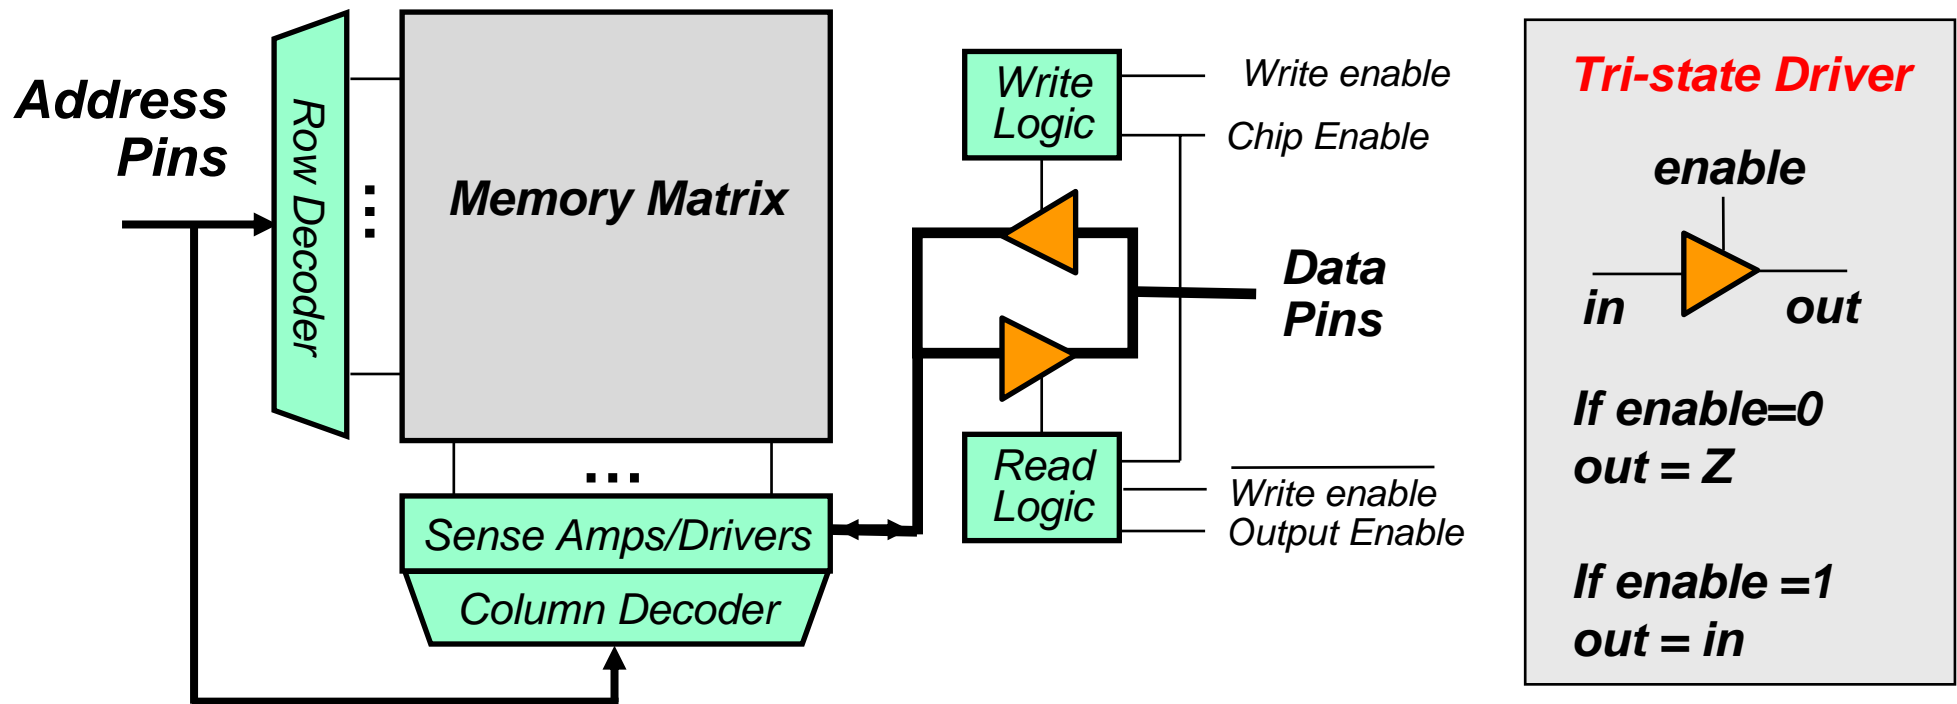 Address
Pins
Row Decoder
...
Memory Matrix
...
Sense Amps/Drivers
Column Decoder
Write
Logic
Write enable
Chip Enable
Data
Pins
Read
Logic
Write enable
Output Enable
Tri-state Driver
enable
in
out
If enable=0
out = Z
If enable =1
out = in